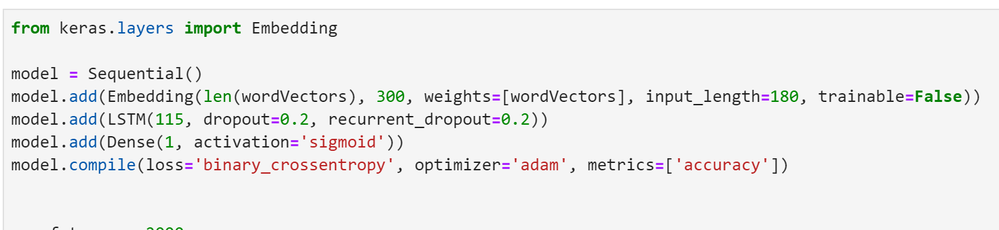 from keras.layers import Embedding
model = Sequential()
model.add(Embedding(len(wordVectors), 300, weights=[wordVectors], input_length=180, trainable=False))
model.add(LSTM(115, dropout=0.2, recurrent_dropout=0.2))
model.add(Dense(1, activation='sigmoid'))
model.compile(loss='binary_crossentropy', optimizer='adam', metrics=['accuracy'])